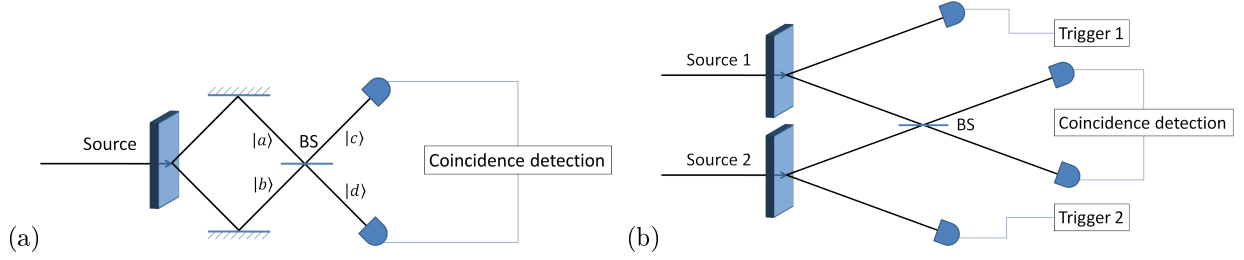 (a)
Source
|a⟩
|b⟩
BS
|c⟩
|d⟩
Coincidence detection
(b)
Source 1
Source 2
BS
Trigger 1
Coincidence detection
Trigger 2